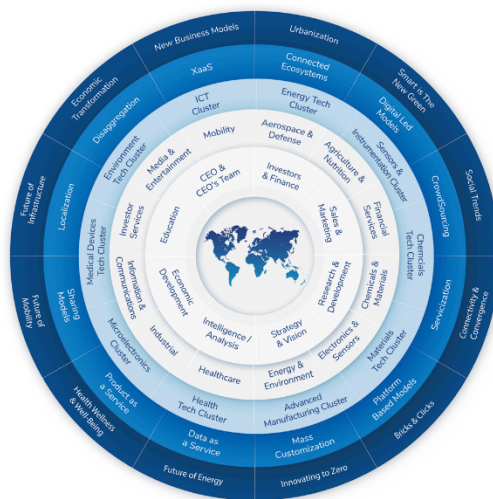 New Business Models
Urbanization
Smart is The
New Green
Social Trends
Connectivity &
Convergence
Bricks & Clicks
Innovating to Zero
Future of Energy
Health Wellness
& Well-Being
Future of
Mobility
Future of
Infrastructure
Economic
Transformation
XaaS
Connected
Ecosystems
Digital Led
Models
CrowdSourcing
Servicization
Platform
Based Models
Mass
Customization
Data as
a Service
Product as
a Service
Sharing
Models
Localization
Disaggregation
ICT
Cluster
Energy Tech
Cluster
Sensors &
Instrumentation Cluster
Chemcials
Tech Cluster
Materials
Tech Cluster
Advanced
Manufacturing Cluster
Health
Tech Cluster
Microelectronics
Cluster
Medical Devices
Tech Cluster
Environment
Tech Cluster
Mobility
Aerospace &
Defense
Agriculture &
Nutrition
Financial
Services
Chemicals &
Materials
Electronics &
Sensors
Energy &
Environment
Healthcare
Industrial
Information &
Communications
Investor
Services
Media &
Entertainment
CEO &
CEO's Team
Investors
& Finance
Sales &
Marketing
Research &
Development
Strategy
& Vision
Intelligence /
Analysis
Economic
Development
Education